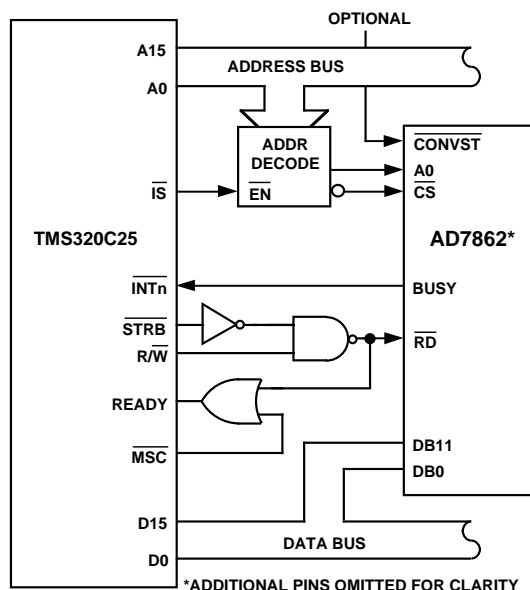 OPTIONAL
A15
ADDRESS BUS
A0
ADDR
DECODE
CONVST
A0
IS
EN
CS
TMS320C25
AD7862*
INTn
BUSY
STRB
RD
R/W
READY
MSC
DB11
DB0
D15
DATA BUS
D0
*ADDITIONAL PINS OMITTED FOR CLARITY